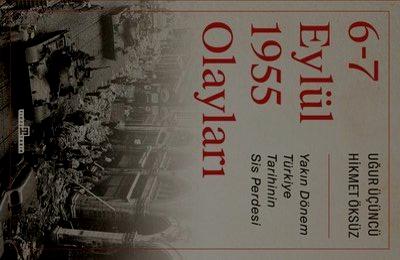 UĞUR ÜÇÜNCÜ
HİKMET ÖKSÜZ
6-7
Eylül
1955
Olayları
Yakın Dönem
Türkiye
Tarihinin
Sis Perdesi